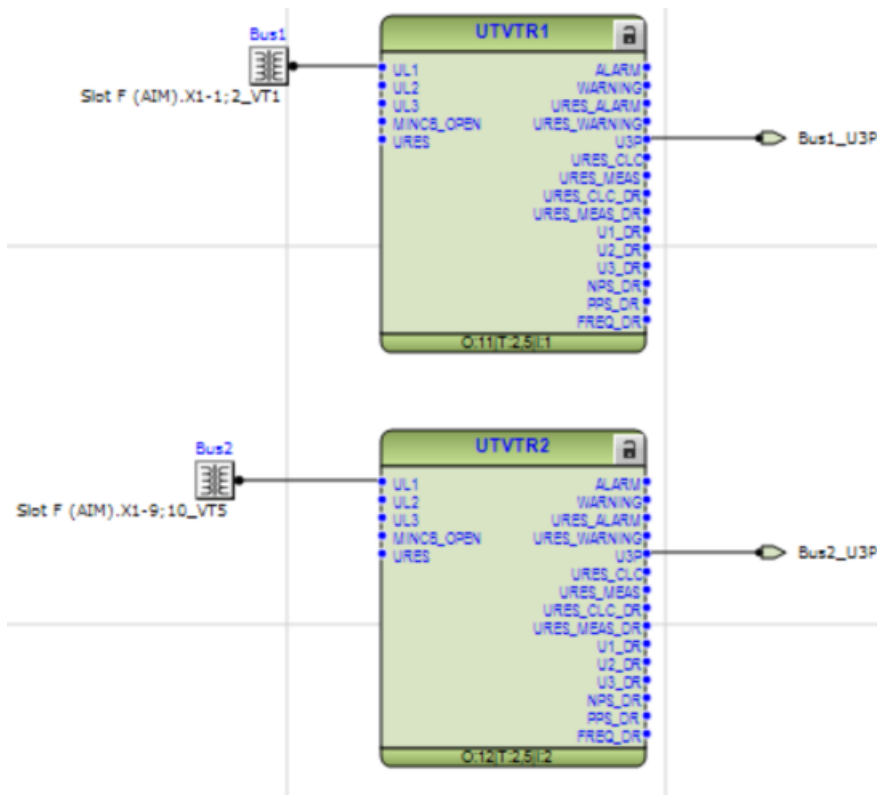 Bus1
Slot F (AIM).X1-1;2_VT1
UTVTR1
UL1
UL2
UL3
MINCB_OPEN
URES
ALARM
WARNING
URES_ALARM
URES_WARNING
U3P
URES_CLC
URES_MEAS
URES_CLC_DR
URES_MEAS_DR
U1_DR
U2_DR
U3_DR
NPS_DR
PPS_DR
FREQ_DR
O:11|T:2,5|I:1
Bus1_U3P
Bus2
Slot F (AIM).X1-9;10_VT5
UTVTR2
UL1
UL2
UL3
MINCB_OPEN
URES
ALARM
WARNING
URES_ALARM
URES_WARNING
U3P
URES_CLC
URES_MEAS
URES_CLC_DR
URES_MEAS_DR
U1_DR
U2_DR
U3_DR
NPS_DR
PPS_DR
FREQ_DR
O:12|T:2,5|I:2
Bus2_U3P